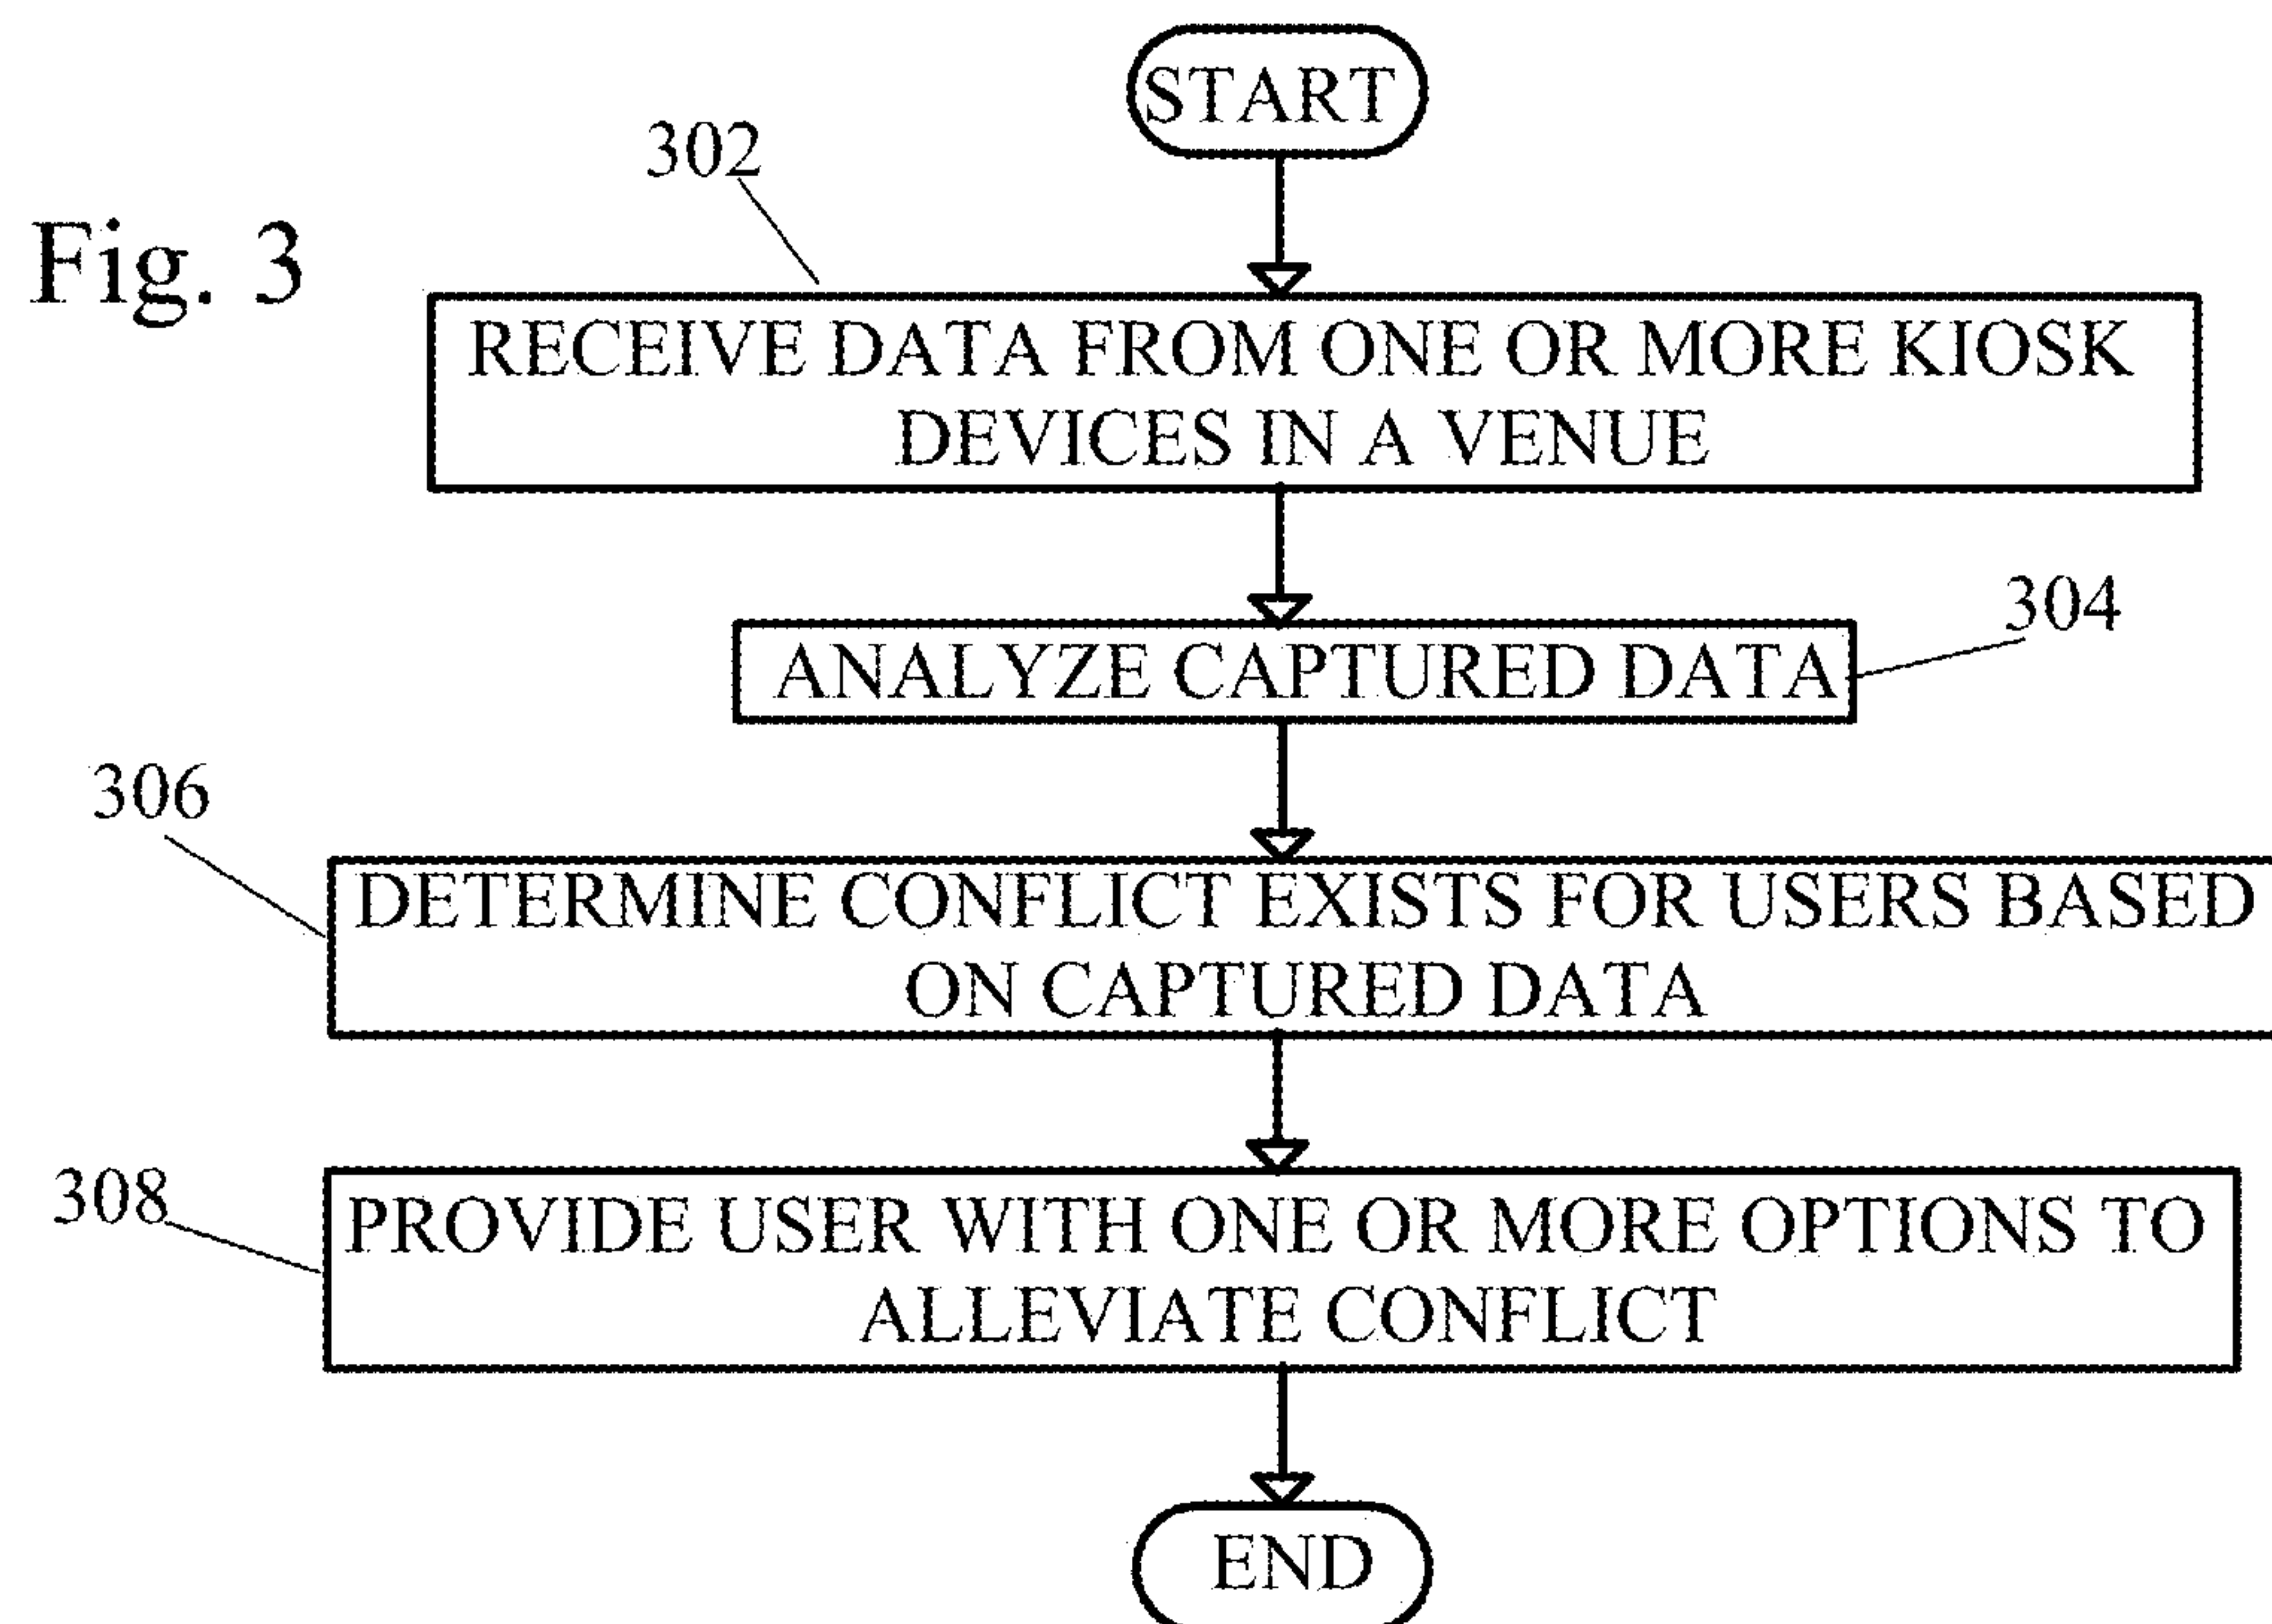 START
302
Fig. 3
RECEIVE DATA FROM ONE OR MORE KIOSK
DEVICES IN A VENUE
304
ANALYZE CAPTURED DATA
306
DETERMINE CONFLICT EXISTS FOR USERS BASED
ON CAPTURED DATA
308
PROVIDE USER WITH ONE OR MORE OPTIONS TO
ALLEVIATE CONFLICT
END